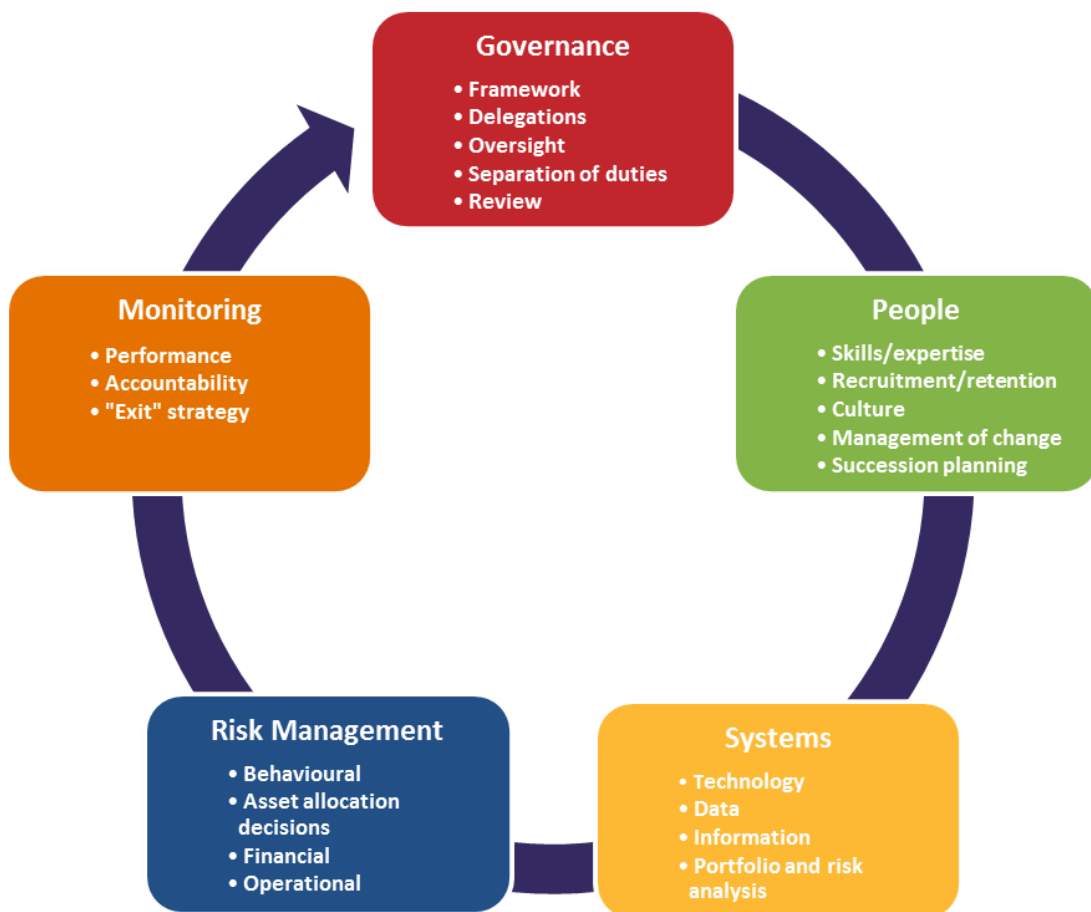 Governance
• Framework
• Delegations
• Oversight
• Separation of duties
• Review
People
• Skills/expertise
• Recruitment/retention
• Culture
• Management of change
• Succession planning
Systems
• Technology
• Data
• Information
• Portfolio and risk
analysis
Risk Management
• Behavioural
• Asset allocation
decisions
• Financial
• Operational
Monitoring
• Performance
• Accountability
• "Exit" strategy